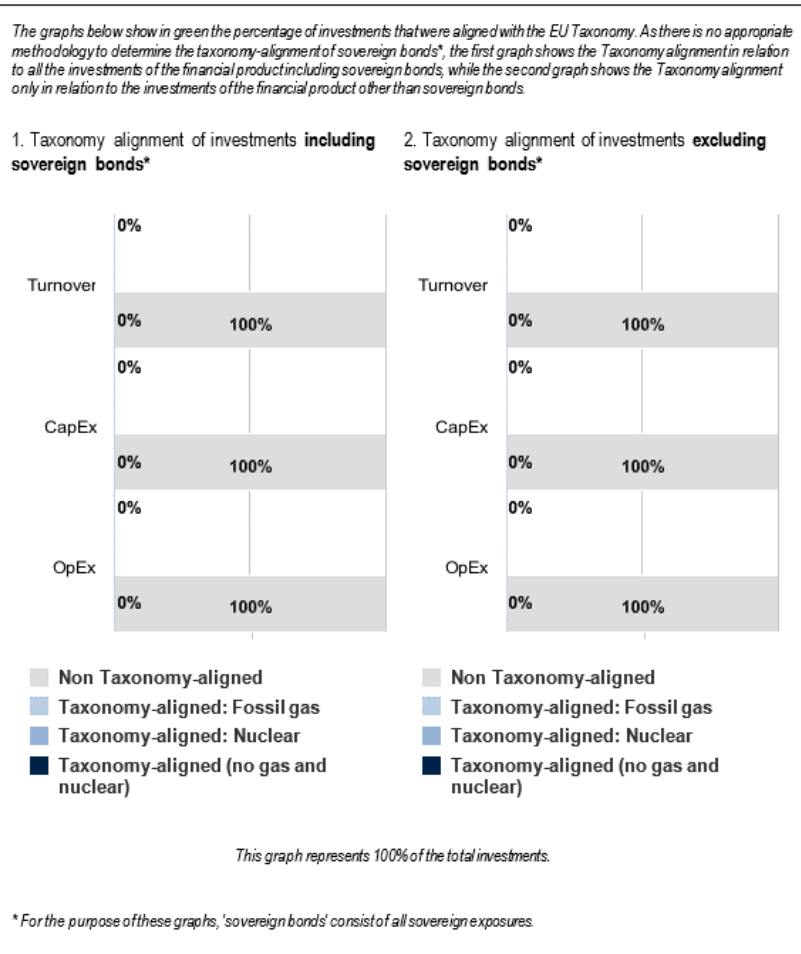 The graphs below show in green the percentage of investments that were aligned with the EU Taxonomy. As there is no appropriate
methodology to determine the taxonomy-alignment of sovereign bonds*, the first graph shows the Taxonomy alignment in relation
to all the investments of the financial product including sovereign bonds, while the second graph shows the Taxonomy alignment
only in relation to the investments of the financial product other than sovereign bonds.
1. Taxonomy alignment of investments including
sovereign bonds*
0%
Turnover
0% 100%
0%
CapEx
0% 100%
0%
OpEx
0% 100%
Non Taxonomy-aligned
Taxonomy-aligned: Fossil gas
Taxonomy-aligned: Nuclear
Taxonomy-aligned (no gas and
nuclear)
2. Taxonomy alignment of investments excluding
sovereign bonds*
0%
Turnover
0% 100%
0%
CapEx
0% 100%
0%
OpEx
0% 100%
Non Taxonomy-aligned
Taxonomy-aligned: Fossil gas
Taxonomy-aligned: Nuclear
Taxonomy-aligned (no gas and
nuclear)
This graph represents 100% of the total investments.
* For the purpose of these graphs, 'sovereign bonds' consist of all sovereign exposures.